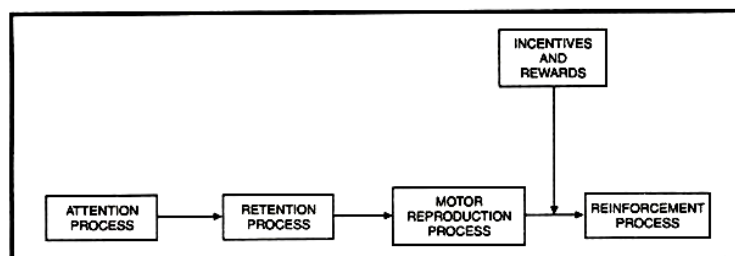 INCENTIVES
AND
REWARDS
ATTENTION
PROCESS
RETENTION
PROCESS
MOTOR
REPRODUCTION
PROCESS
REINFORCEMENT
PROCESS